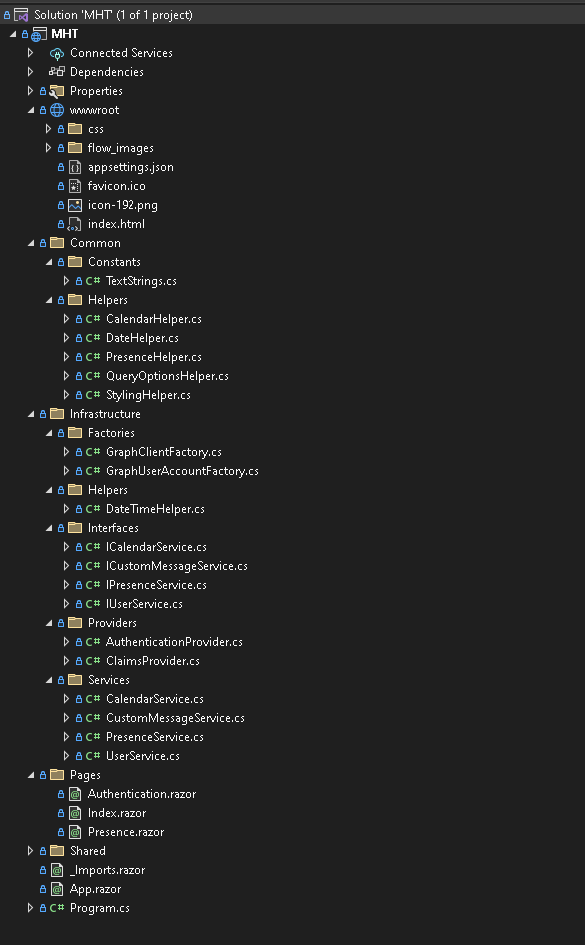 Solution 'MHT' (1 of 1 project)
MHT
Connected Services
Dependencies
Properties
wwwroot
css
flow_images
appsettings.json
favicon.ico
icon-192.png
index.html
Common
Constants
C# TextStrings.cs
Helpers
C# CalendarHelper.cs
C# DateHelper.cs
C# PresenceHelper.cs
C# QueryOptionsHelper.cs
C# StylingHelper.cs
Infrastructure
Factories
C# GraphClientFactory.cs
C# GraphUserAccountFactory.cs
Helpers
C# DateTimeHelper.cs
Interfaces
C# ICalendarService.cs
C# ICustomMessageService.cs
C# IPresenceService.cs
C# IUserService.cs
Providers
C# AuthenticationProvider.cs
C# ClaimsProvider.cs
Services
C# CalendarService.cs
C# CustomMessageService.cs
C# PresenceService.cs
C# UserService.cs
Pages
Authentication.razor
Index.razor
Presence.razor
Shared
_Imports.razor
App.razor
C# Program.cs